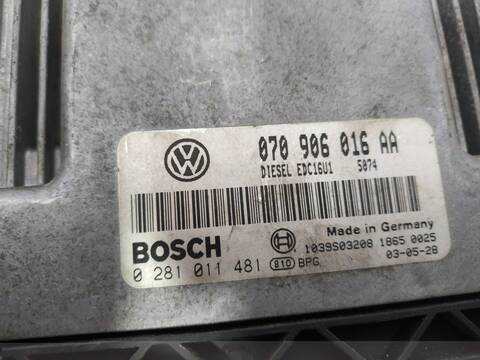 070 906 016 AA
DIESEL EDC16U1 5074
BOSCH
Made in Germany
1039S03208 1865 0025
0 281 011 481 810 BPG 03-05-28